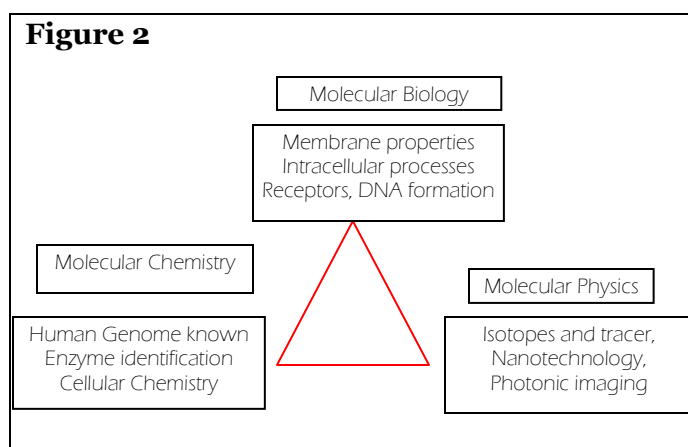 Figure 2
Molecular Biology
Membrane properties
Intracellular processes
Receptors, DNA formation
Molecular Chemistry
Human Genome known
Enzyme identification
Cellular Chemistry
Molecular Physics
Isotopes and tracer,
Nanotechnology,
Photonic imaging